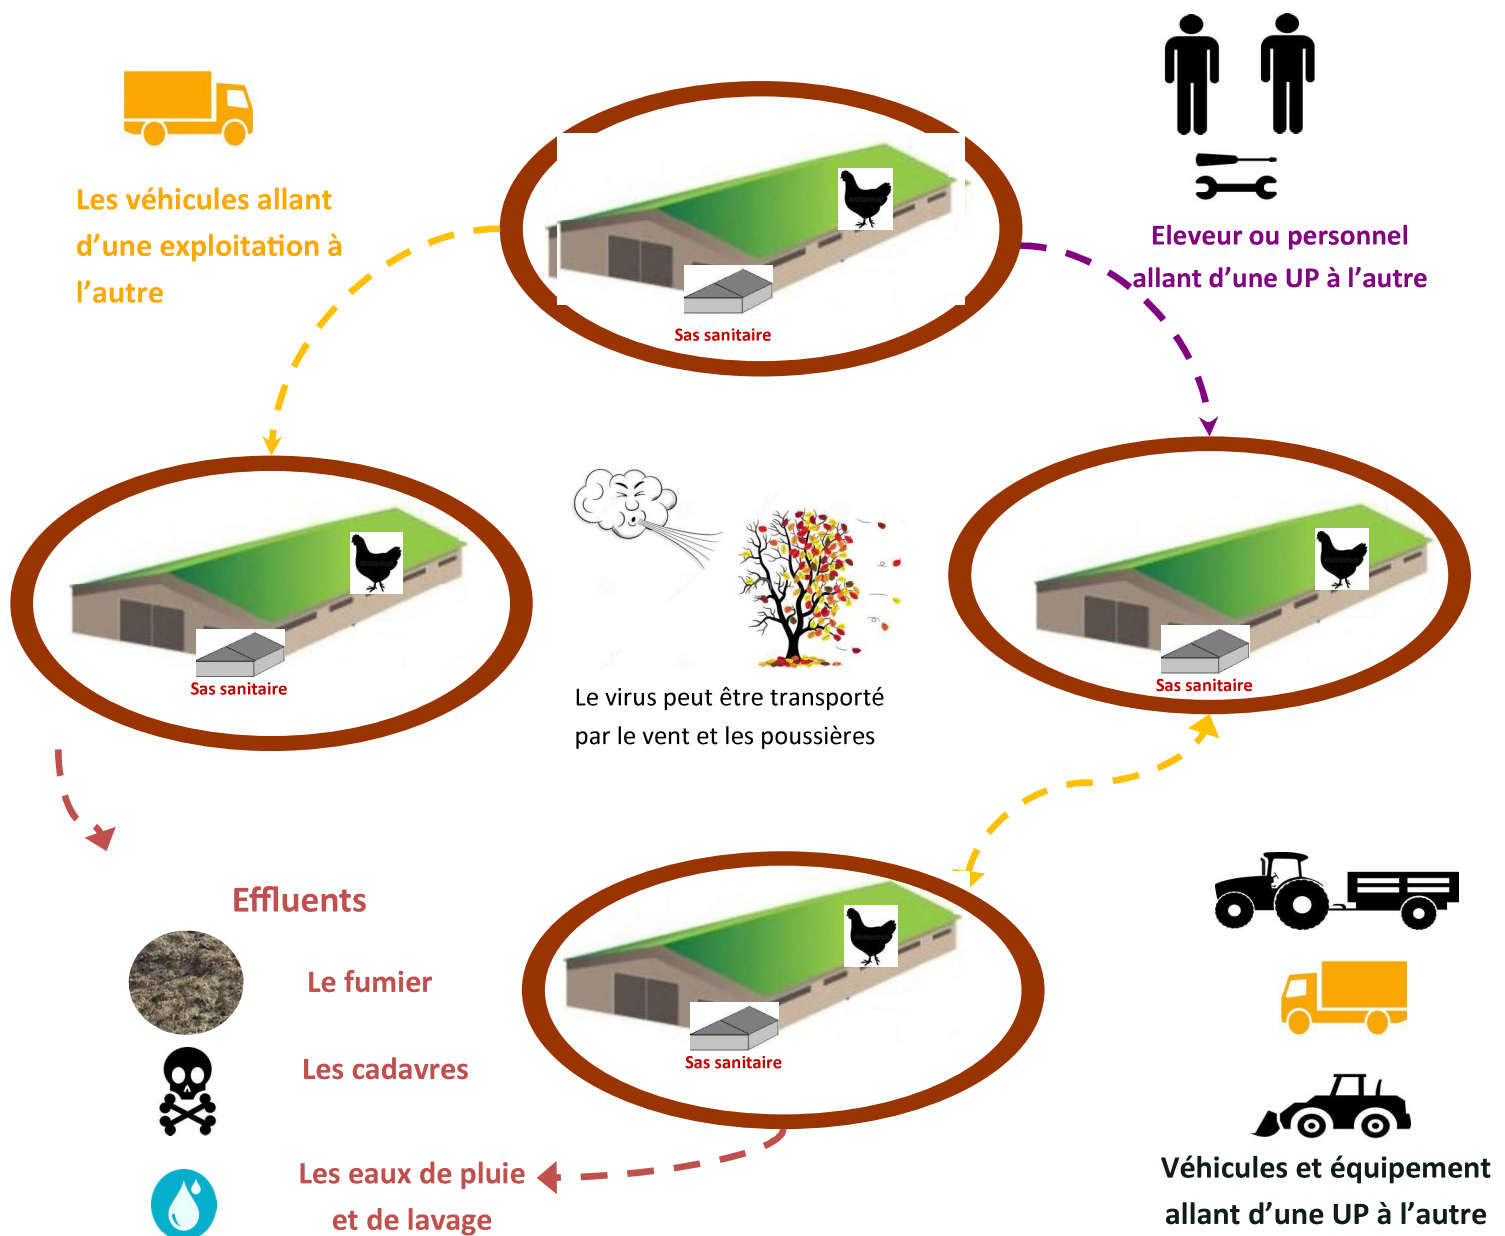 Les véhicules allant
d’une exploitation à
l’autre
Eleveur ou personnel
allant d’une UP à l’autre
Sas sanitaire
Sas sanitaire
Sas sanitaire
Le virus peut être transporté
par le vent et les poussières
Effluents
Le fumier
Les cadavres
Les eaux de pluie
et de lavage
Sas sanitaire
Véhicules et équipement
allant d’une UP à l’autre